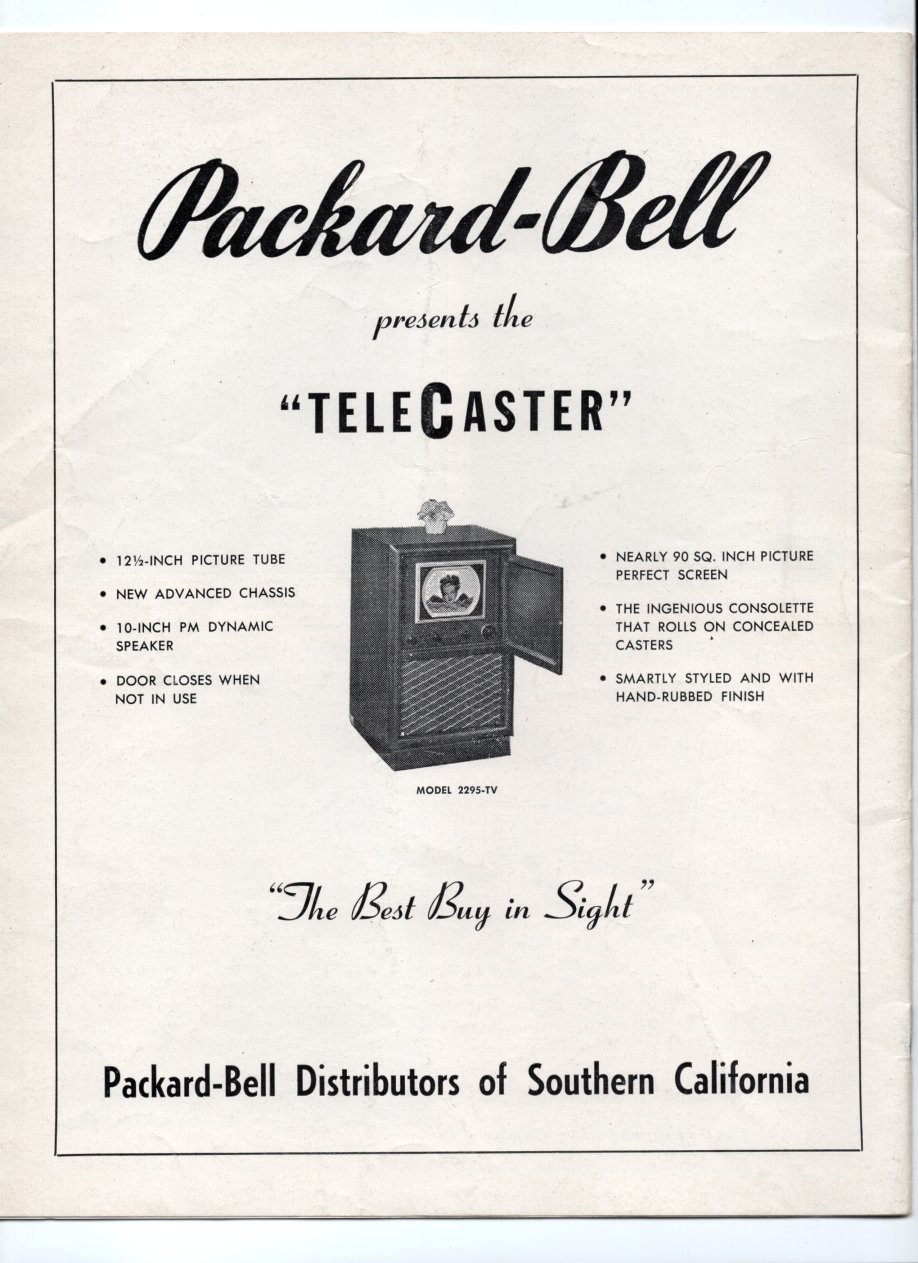 Packard-Bell
presents the
"TELECASTER"
• 12½-INCH PICTURE TUBE
• NEW ADVANCED CHASSIS
• 10-INCH PM DYNAMIC
SPEAKER
• DOOR CLOSES WHEN
NOT IN USE
• NEARLY 90 SQ. INCH PICTURE
PERFECT SCREEN
• THE INGENIOUS CONSOLETTE
THAT ROLLS ON CONCEALED
CASTERS
• SMARTLY STYLED AND WITH
HAND-RUBBED FINISH
MODEL 2295-TV
"The Best Buy in Sight"
Packard-Bell Distributors of Southern California